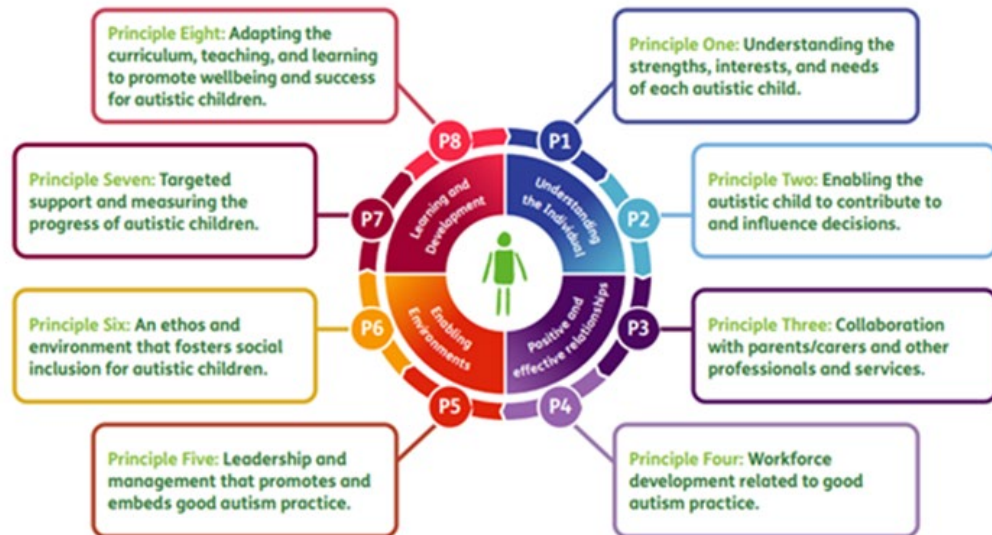 Principle Eight: Adapting the
curriculum, teaching, and learning
to promote wellbeing and success
for autistic children.
Principle One: Understanding the
strengths, interests, and needs
of each autistic child.
Principle Seven: Targeted
support and measuring the
progress of autistic children.
Principle Two: Enabling the
autistic child to contribute to
and influence decisions.
Principle Six: An ethos and
environment that fosters social
inclusion for autistic children.
Principle Three: Collaboration
with parents/carers and other
professionals and services.
Principle Five: Leadership and
management that promotes and
embeds good autism practice.
Principle Four: Workforce
development related to good
autism practice.
P8
P1
P7
P2
P6
P3
P5
P4
Learning and
Development
Understanding
the Individual
Enabling
Environments
Positive and
effective relationships